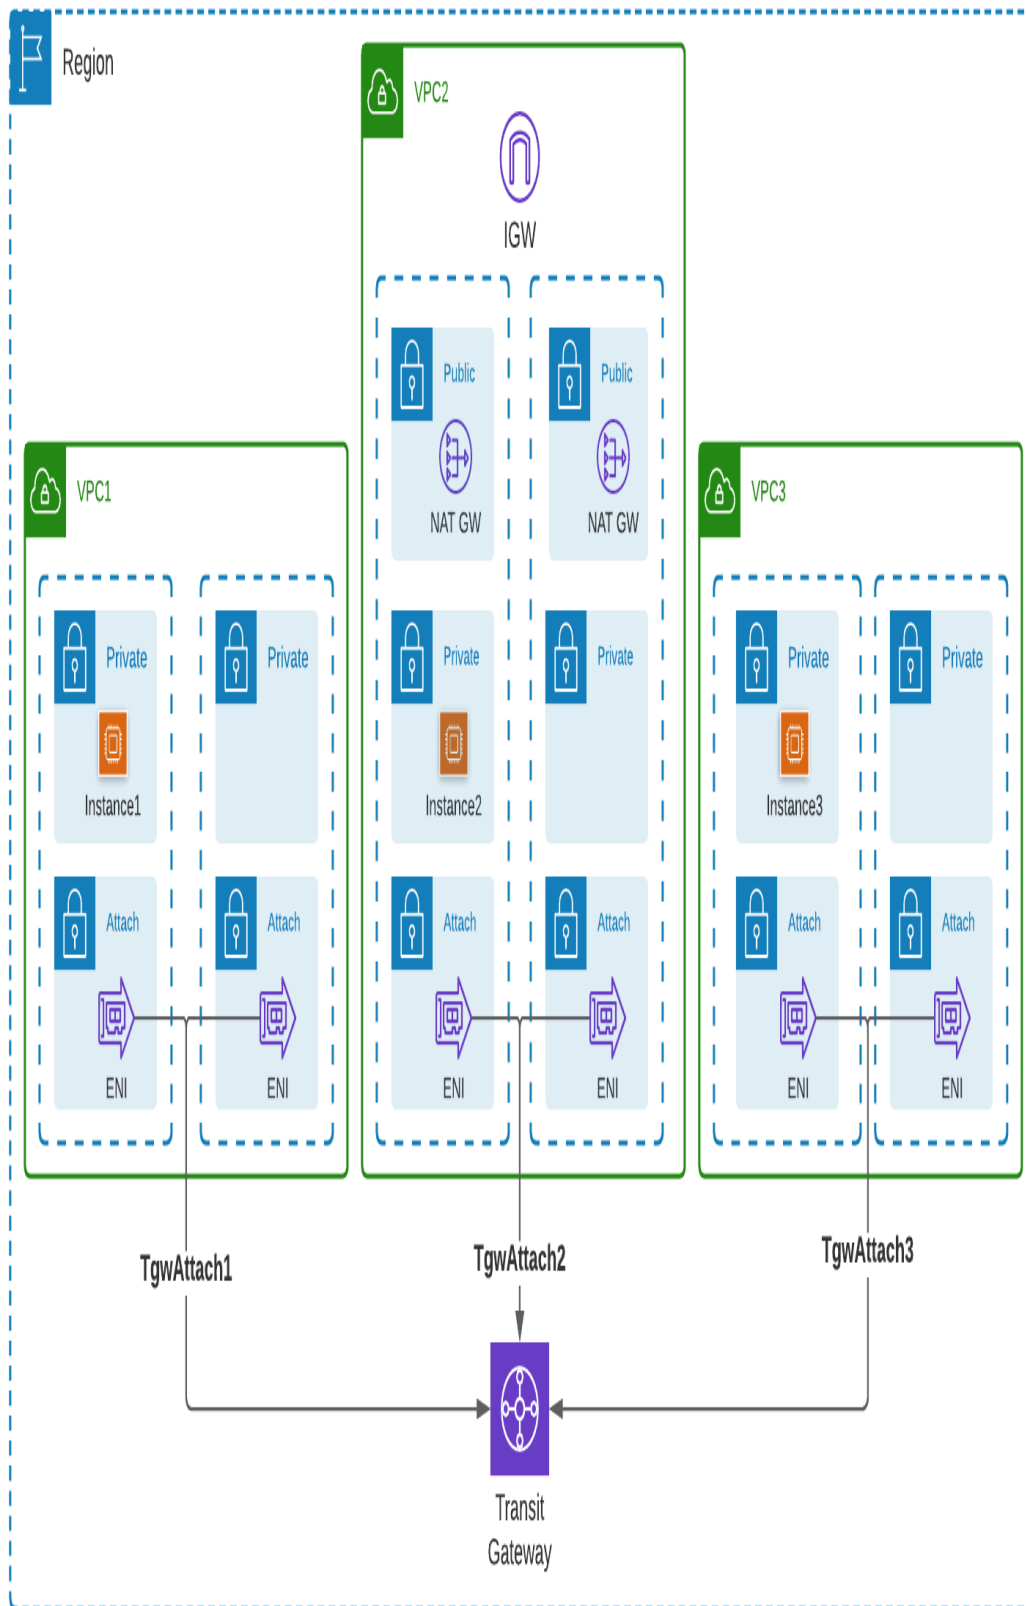 Region
VPC2
IGW
Public
Public
NAT GW
NAT GW
VPC1
VPC3
Private
Private
Private
Private
Private
Private
Instance1
Instance2
Instance3
Attach
Attach
Attach
Attach
Attach
Attach
ENI
ENI
ENI
ENI
ENI
ENI
TgwAttach1
TgwAttach2
TgwAttach3
Transit
Gateway